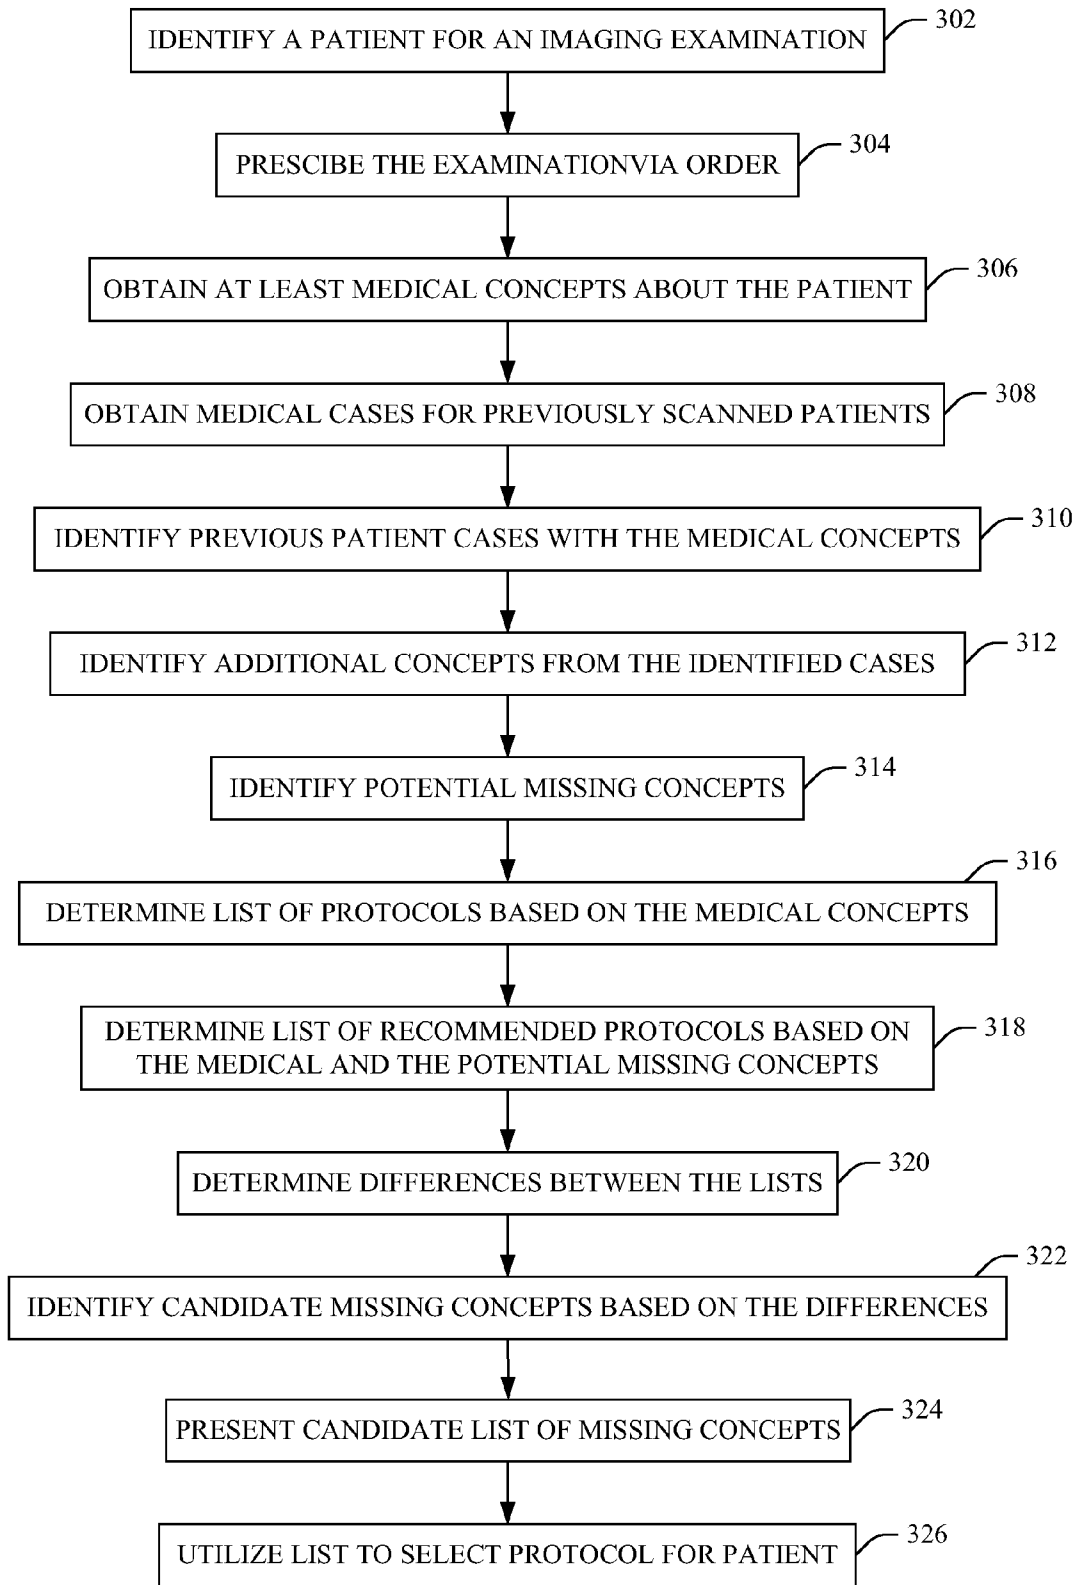 IDENTIFY A PATIENT FOR AN IMAGING EXAMINATION
302
PRESCIBE THE EXAMINATIONVIA ORDER
304
OBTAIN AT LEAST MEDICAL CONCEPTS ABOUT THE PATIENT
306
OBTAIN MEDICAL CASES FOR PREVIOUSLY SCANNED PATIENTS
308
IDENTIFY PREVIOUS PATIENT CASES WITH THE MEDICAL CONCEPTS
310
IDENTIFY ADDITIONAL CONCEPTS FROM THE IDENTIFIED CASES
312
IDENTIFY POTENTIAL MISSING CONCEPTS
314
DETERMINE LIST OF PROTOCOLS BASED ON THE MEDICAL CONCEPTS
316
DETERMINE LIST OF RECOMMENDED PROTOCOLS BASED ON
THE MEDICAL AND THE POTENTIAL MISSING CONCEPTS
318
DETERMINE DIFFERENCES BETWEEN THE LISTS
320
IDENTIFY CANDIDATE MISSING CONCEPTS BASED ON THE DIFFERENCES
322
PRESENT CANDIDATE LIST OF MISSING CONCEPTS
324
UTILIZE LIST TO SELECT PROTOCOL FOR PATIENT
326